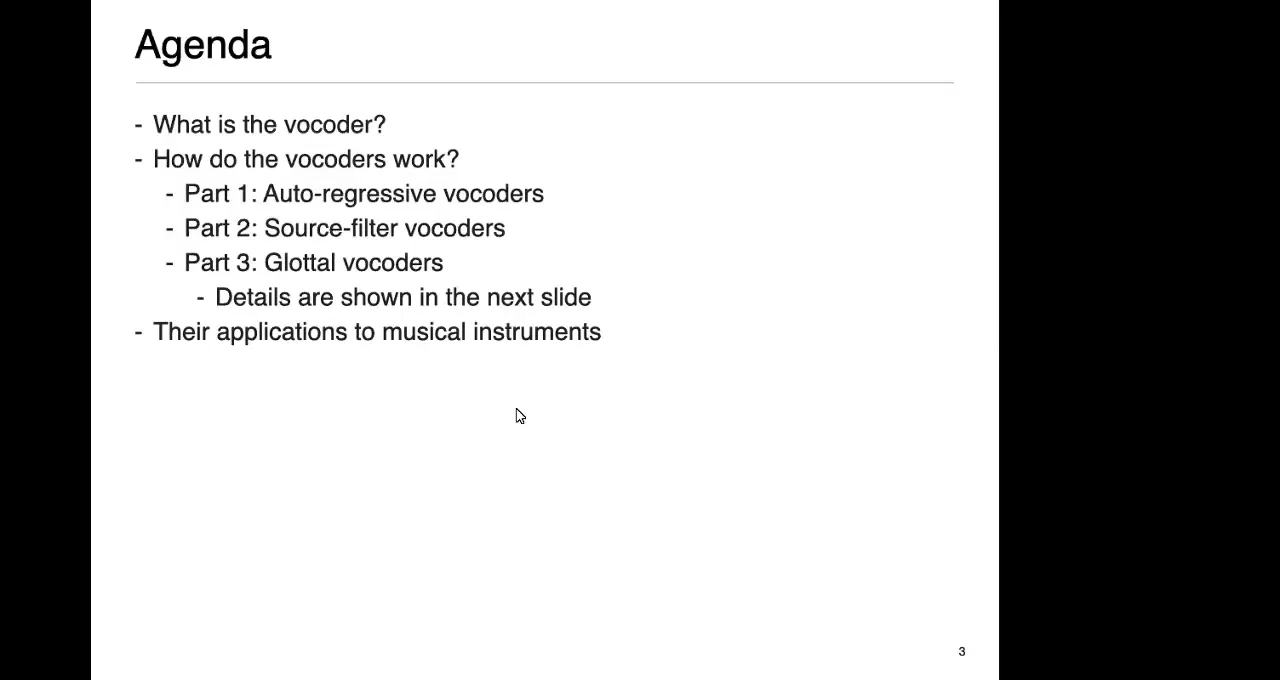 Agenda
- What is the vocoder?
- How do the vocoders work?
- Part 1: Auto-regressive vocoders
- Part 2: Source-filter vocoders
- Part 3: Glottal vocoders
- Details are shown in the next slide
- Their applications to musical instruments
3